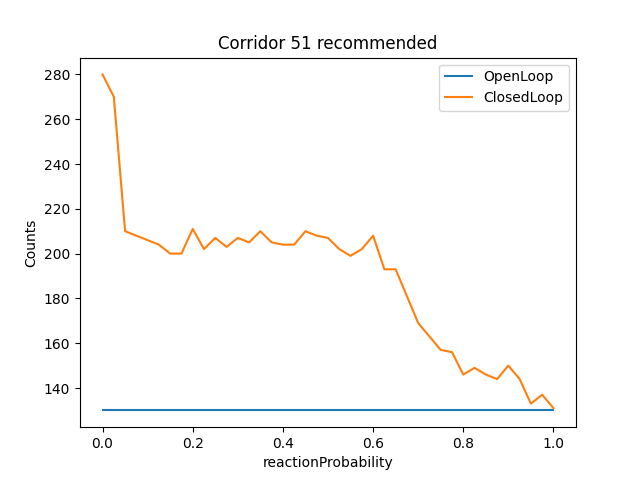 Corridor 51 recommended
OpenLoop
ClosedLoop
280
260
240
220
200
180
160
140
Counts
0.0 0.2 0.4 0.6 0.8 1.0
reactionProbability